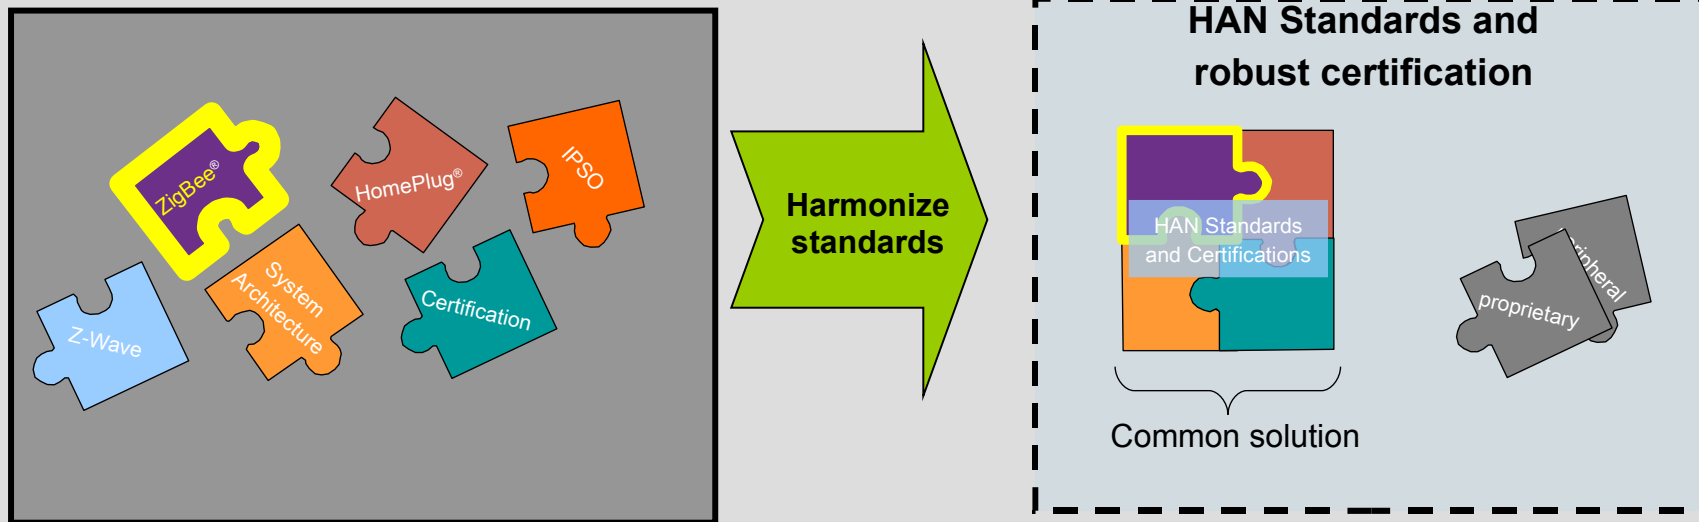 ZigBee®
HomePlug®
IPSO
Z-Wave
System
Architecture
Certification
Harmonize
standards
HAN Standards and
robust certification
HAN Standards
and Certifications
Common solution
proprietary